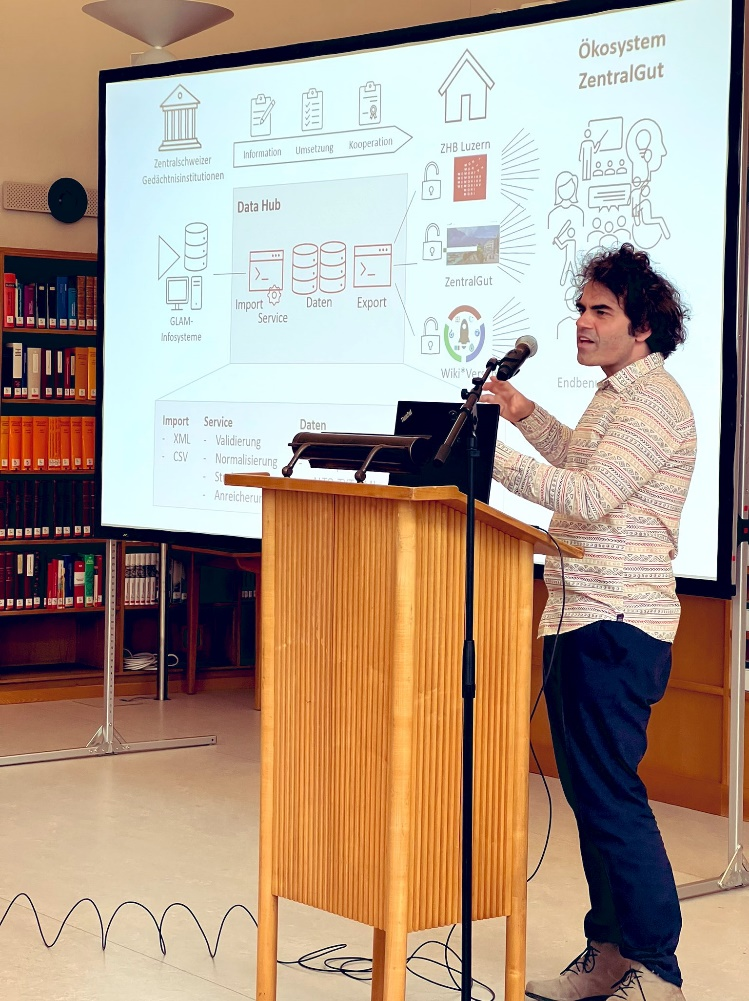 Ökosystem
ZentralGut
Zentralschweizer
Gedächtnisinstitutionen
Information
Umsetzung
Kooperation
ZHB Luzern
Data Hub
GLAM-
Infosysteme
Import
Service
Daten
Export
ZentralGut
Import
- XML
- CSV
Service
- Validierung
- Normalisierung
Daten
ThinkPad